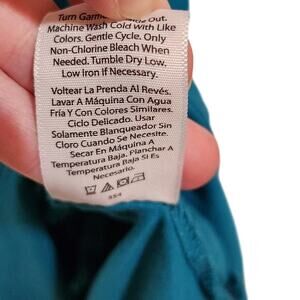 Turn Garment Inside Out.
Machine Wash Cold with Like
Colors. Gentle Cycle. Only
Non-Chlorine Bleach When
Needed. Tumble Dry Low.
Low Iron if Necessary.
Voltear La Prenda Al Revés.
Lavar A Máquina Con Agua
Fría Y Con Colores Similares.
Ciclo Delicado. Usar
Solamente Blanqueador Sin
Cloro Cuando Se Necesite.
Secar En Máquina A
Temperatura Baja. Planchar A
Temperatura Baja Si Es
Necesario.
554